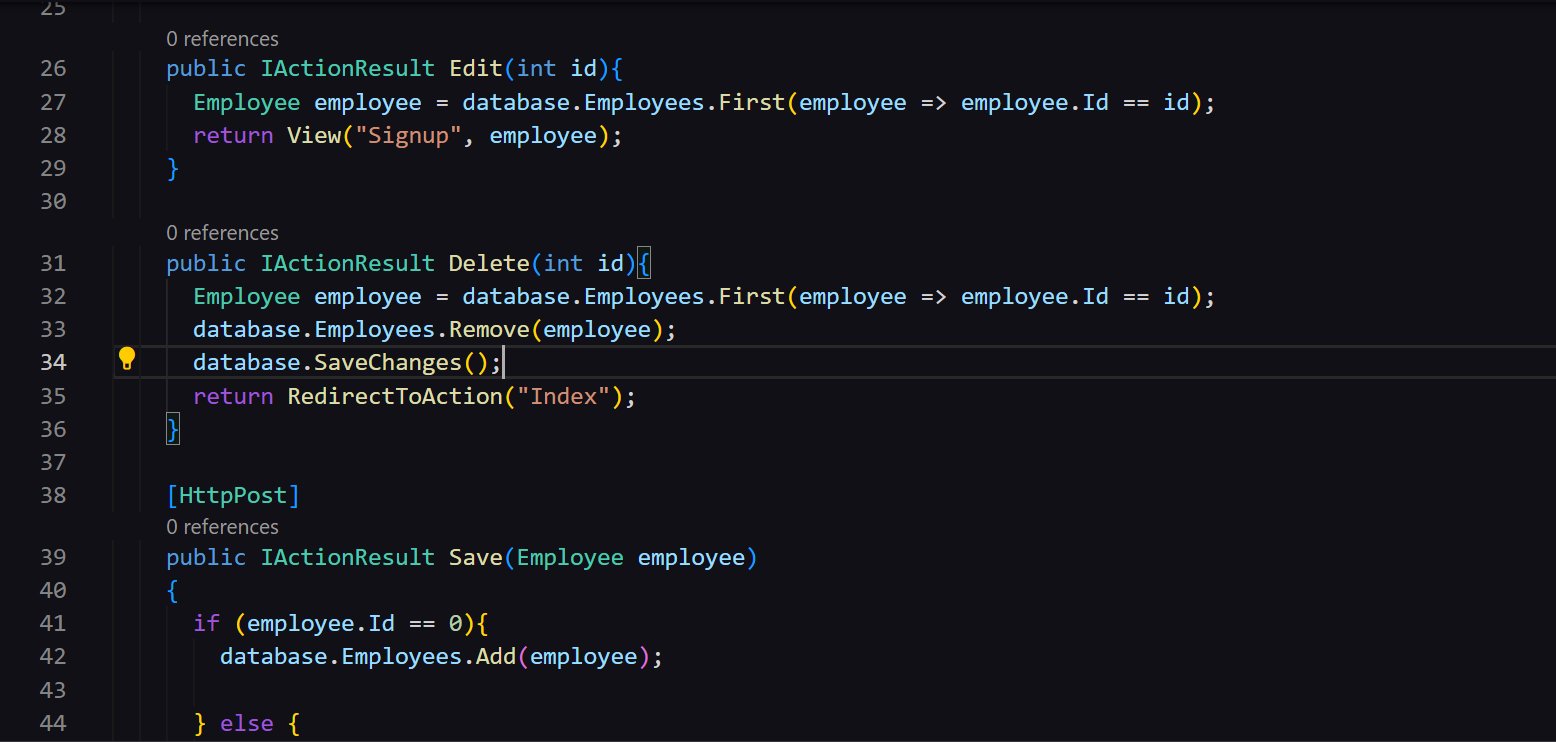 25
0 references
26 public IActionResult Edit(int id){
27 Employee employee = database.Employees.First(employee => employee.Id == id);
28 return View("Signup", employee);
29 }
30
0 references
31 public IActionResult Delete(int id){
32 Employee employee = database.Employees.First(employee => employee.Id == id);
33 database.Employees.Remove(employee);
34 database.SaveChanges();
35 return RedirectToAction("Index");
36 }
37
38 [HttpPost]
0 references
39 public IActionResult Save(Employee employee)
40 {
41 if (employee.Id == 0){
42 database.Employees.Add(employee);
43
44 } else {